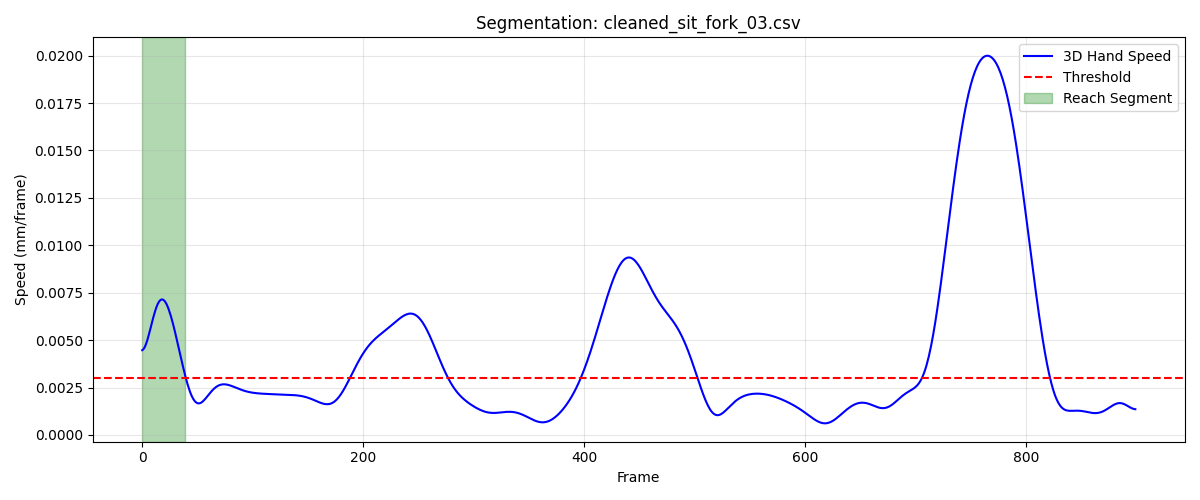 Segmentation: cleaned_sit_fork_03.csv
3D Hand Speed
Threshold
Reach Segment
Speed (mm/frame)
0.0200
0.0175
0.0150
0.0125
0.0100
0.0075
0.0050
0.0025
0.0000
0 200 400 600 800
Frame